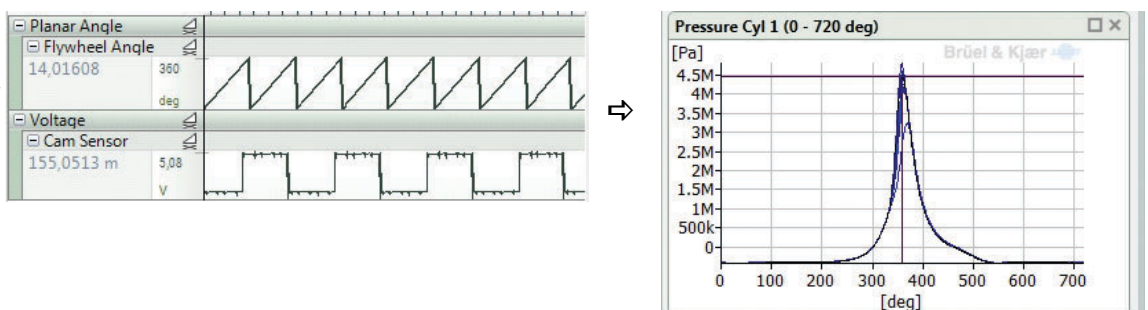 Planar Angle
Flywheel Angle
14,01608
360
deg
Voltage
Cam Sensor
155,0513 m
5,08
V
Pressure Cyl 1 (0 - 720 deg)
[Pa]
Brüel & Kjær
4.5M
4M
3.5M
3M
2.5M
2M
1.5M
1M
500k
0
0 100 200 300 400 500 600 700
[deg]